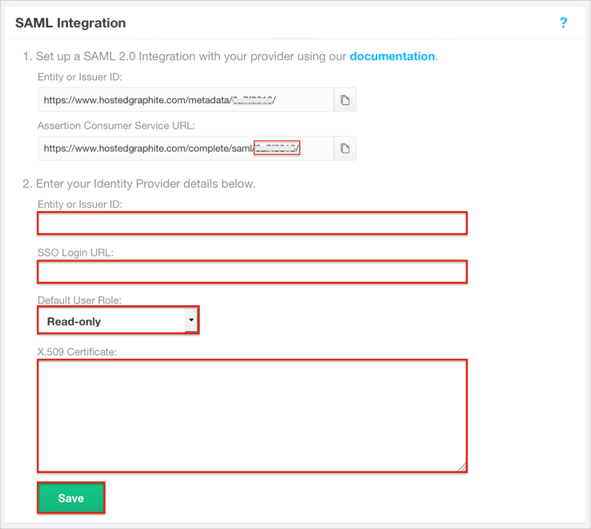 SAML Integration
?
1. Set up a SAML 2.0 Integration with your provider using our documentation.
Entity or Issuer ID:
https://www.hostedgraphite.com/metadata/
Assertion Consumer Service URL:
https://www.hostedgraphite.com/complete/saml/
2. Enter your Identity Provider details below.
Entity or Issuer ID:
SSO Login URL:
Default User Role:
Read-only
X.509 Certificate:
Save